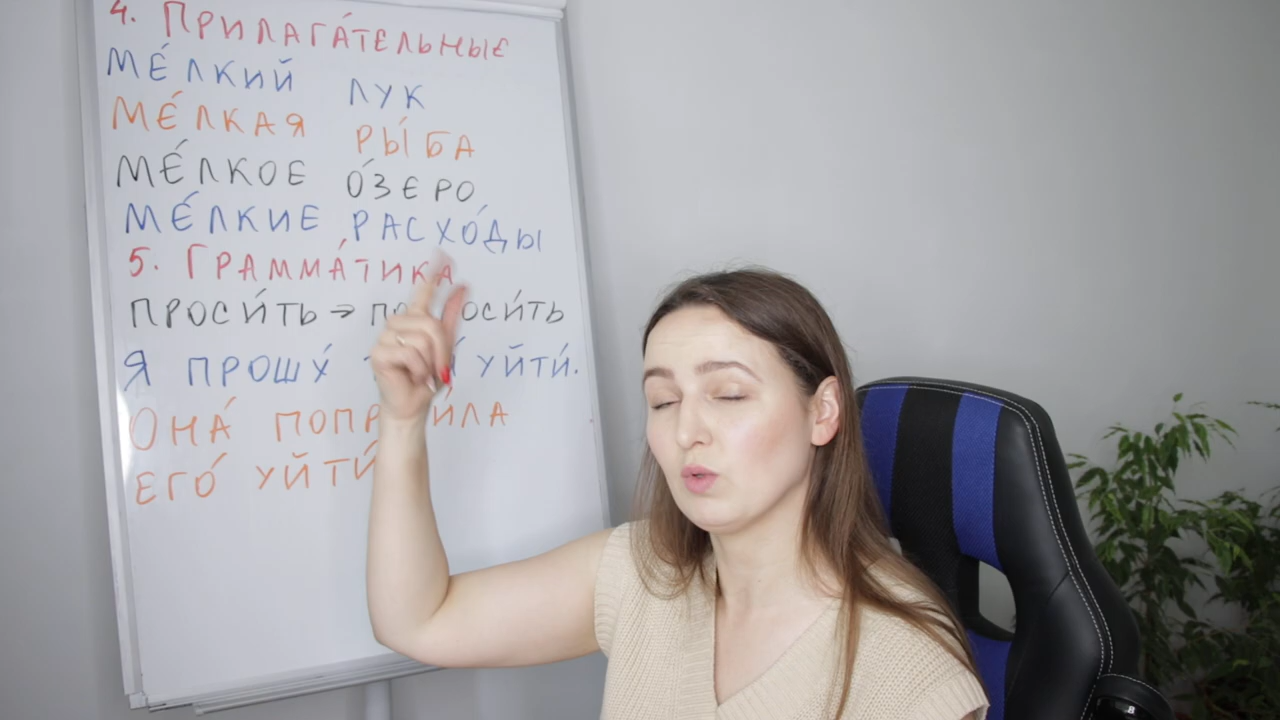 4. ПРИЛАГА́ТЕЛЬНЫЕ
МЕ́ЛКИЙ ЛУК
МЕ́ЛКАЯ РЫ́БА
МЕ́ЛКОЕ О́ЗЕРО
МЕ́ЛКИЕ РАСХО́ДЫ
5. ГРАММА́ТИКА
ПРОСИ́ТЬ →
Я ПРОШУ́ УЙТИ́.
ОНА́
ЕГО́ УЙТИ́